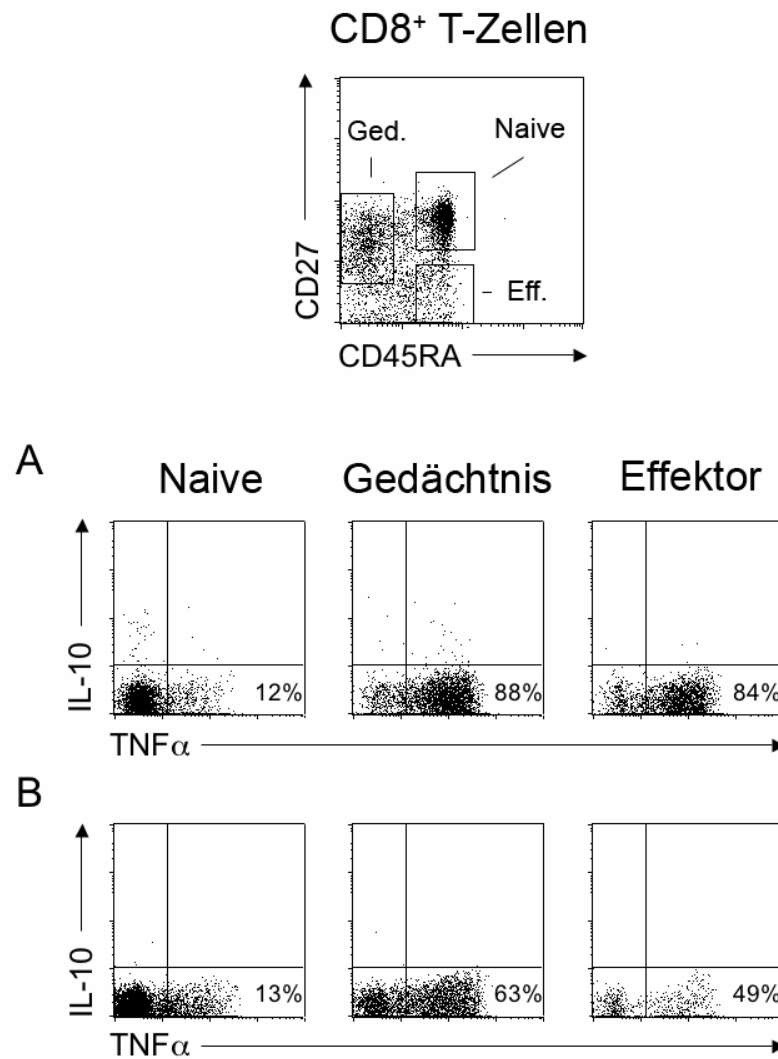 CD8⁺ T-Zellen
Ged.
Naive
Eff.
CD27
CD45RA
A
Naive
Gedächtnis
Effektor
IL-10
12%
88%
84%
TNFα
B
IL-10
13%
63%
49%
TNFα